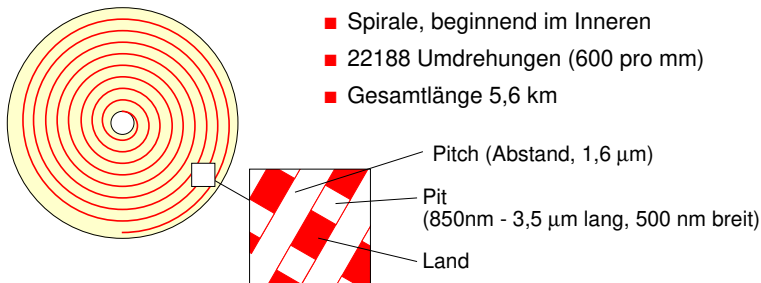 Spirale, beginnend im Inneren
22188 Umdrehungen (600 pro mm)
Gesamtlänge 5,6 km
Pitch (Abstand, 1,6 μm)
Pit
(850nm - 3,5 μm lang, 500 nm breit)
Land